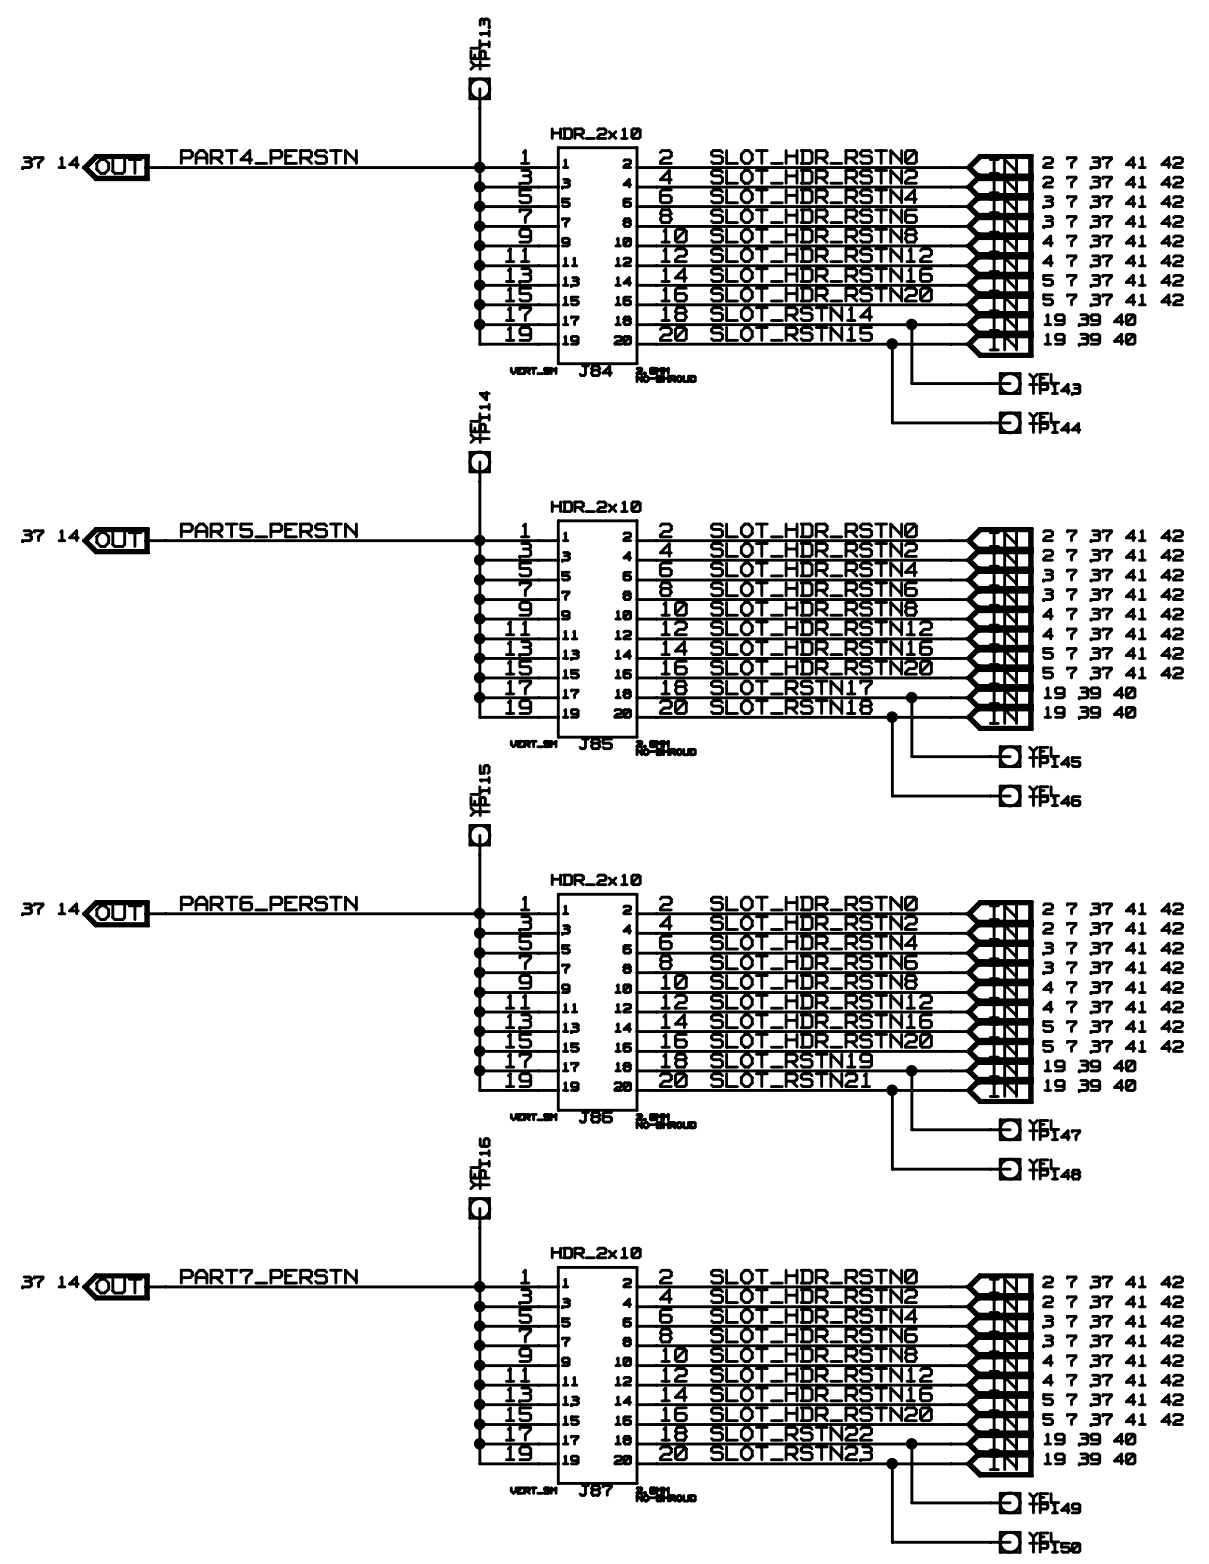 YEL
TPI13
HDR_2x10
37 14 OUT PART4_PERSTN 1 1 2 2 SLOT_HDR_RSTN0 IN 2 7 37 41 42
3 3 4 4 SLOT_HDR_RSTN2 IN 2 7 37 41 42
5 5 6 6 SLOT_HDR_RSTN4 IN 3 7 37 41 42
7 7 8 8 SLOT_HDR_RSTN6 IN 3 7 37 41 42
9 9 10 10 SLOT_HDR_RSTN8 IN 4 7 37 41 42
11 11 12 12 SLOT_HDR_RSTN12 IN 4 7 37 41 42
13 13 14 14 SLOT_HDR_RSTN16 IN 5 7 37 41 42
15 15 16 16 SLOT_HDR_RSTN20 IN 5 7 37 41 42
17 17 18 18 SLOT_RSTN14 IN 19 39 40
19 19 20 20 SLOT_RSTN15 IN 19 39 40
VERT_SM J84 NO-SHROUD
YEL
TPI43
YEL
TPI44
YEL
TPI14
HDR_2x10
37 14 OUT PART5_PERSTN 1 1 2 2 SLOT_HDR_RSTN0 IN 2 7 37 41 42
3 3 4 4 SLOT_HDR_RSTN2 IN 2 7 37 41 42
5 5 6 6 SLOT_HDR_RSTN4 IN 3 7 37 41 42
7 7 8 8 SLOT_HDR_RSTN6 IN 3 7 37 41 42
9 9 10 10 SLOT_HDR_RSTN8 IN 4 7 37 41 42
11 11 12 12 SLOT_HDR_RSTN12 IN 4 7 37 41 42
13 13 14 14 SLOT_HDR_RSTN16 IN 5 7 37 41 42
15 15 16 16 SLOT_HDR_RSTN20 IN 5 7 37 41 42
17 17 18 18 SLOT_RSTN17 IN 19 39 40
19 19 20 20 SLOT_RSTN18 IN 19 39 40
VERT_SM J85 NO-SHROUD
YEL
TPI45
YEL
TPI46
YEL
TPI15
HDR_2x10
37 14 OUT PART6_PERSTN 1 1 2 2 SLOT_HDR_RSTN0 IN 2 7 37 41 42
3 3 4 4 SLOT_HDR_RSTN2 IN 2 7 37 41 42
5 5 6 6 SLOT_HDR_RSTN4 IN 3 7 37 41 42
7 7 8 8 SLOT_HDR_RSTN6 IN 3 7 37 41 42
9 9 10 10 SLOT_HDR_RSTN8 IN 4 7 37 41 42
11 11 12 12 SLOT_HDR_RSTN12 IN 4 7 37 41 42
13 13 14 14 SLOT_HDR_RSTN16 IN 5 7 37 41 42
15 15 16 16 SLOT_HDR_RSTN20 IN 5 7 37 41 42
17 17 18 18 SLOT_RSTN19 IN 19 39 40
19 19 20 20 SLOT_RSTN21 IN 19 39 40
VERT_SM J86 NO-SHROUD
YEL
TPI47
YEL
TPI48
YEL
TPI16
HDR_2x10
37 14 OUT PART7_PERSTN 1 1 2 2 SLOT_HDR_RSTN0 IN 2 7 37 41 42
3 3 4 4 SLOT_HDR_RSTN2 IN 2 7 37 41 42
5 5 6 6 SLOT_HDR_RSTN4 IN 3 7 37 41 42
7 7 8 8 SLOT_HDR_RSTN6 IN 3 7 37 41 42
9 9 10 10 SLOT_HDR_RSTN8 IN 4 7 37 41 42
11 11 12 12 SLOT_HDR_RSTN12 IN 4 7 37 41 42
13 13 14 14 SLOT_HDR_RSTN16 IN 5 7 37 41 42
15 15 16 16 SLOT_HDR_RSTN20 IN 5 7 37 41 42
17 17 18 18 SLOT_RSTN22 IN 19 39 40
19 19 20 20 SLOT_RSTN23 IN 19 39 40
VERT_SM J87 NO-SHROUD
YEL
TPI49
YEL
TPI50